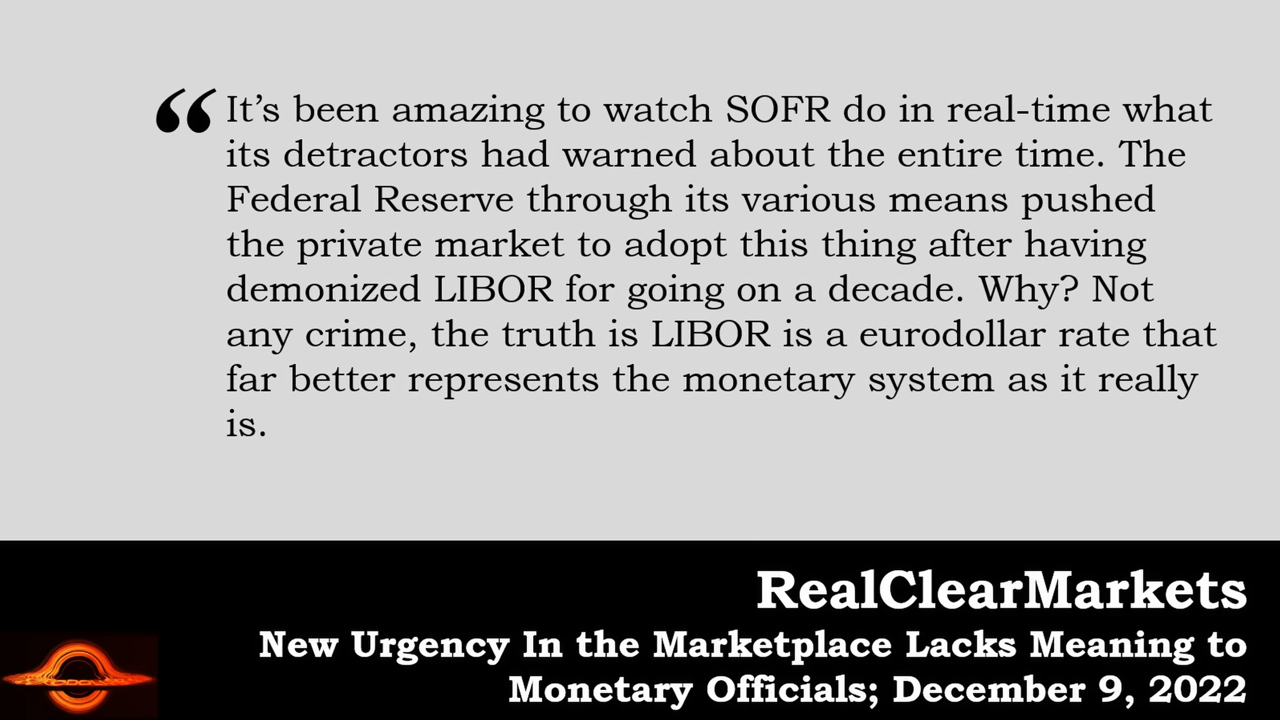 “It’s been amazing to watch SOFR do in real-time what
its detractors had warned about the entire time. The
Federal Reserve through its various means pushed
the private market to adopt this thing after having
demonized LIBOR for going on a decade. Why? Not
any crime, the truth is LIBOR is a eurodollar rate that
far better represents the monetary system as it really
is.
RealClearMarkets
New Urgency In the Marketplace Lacks Meaning to
Monetary Officials; December 9, 2022